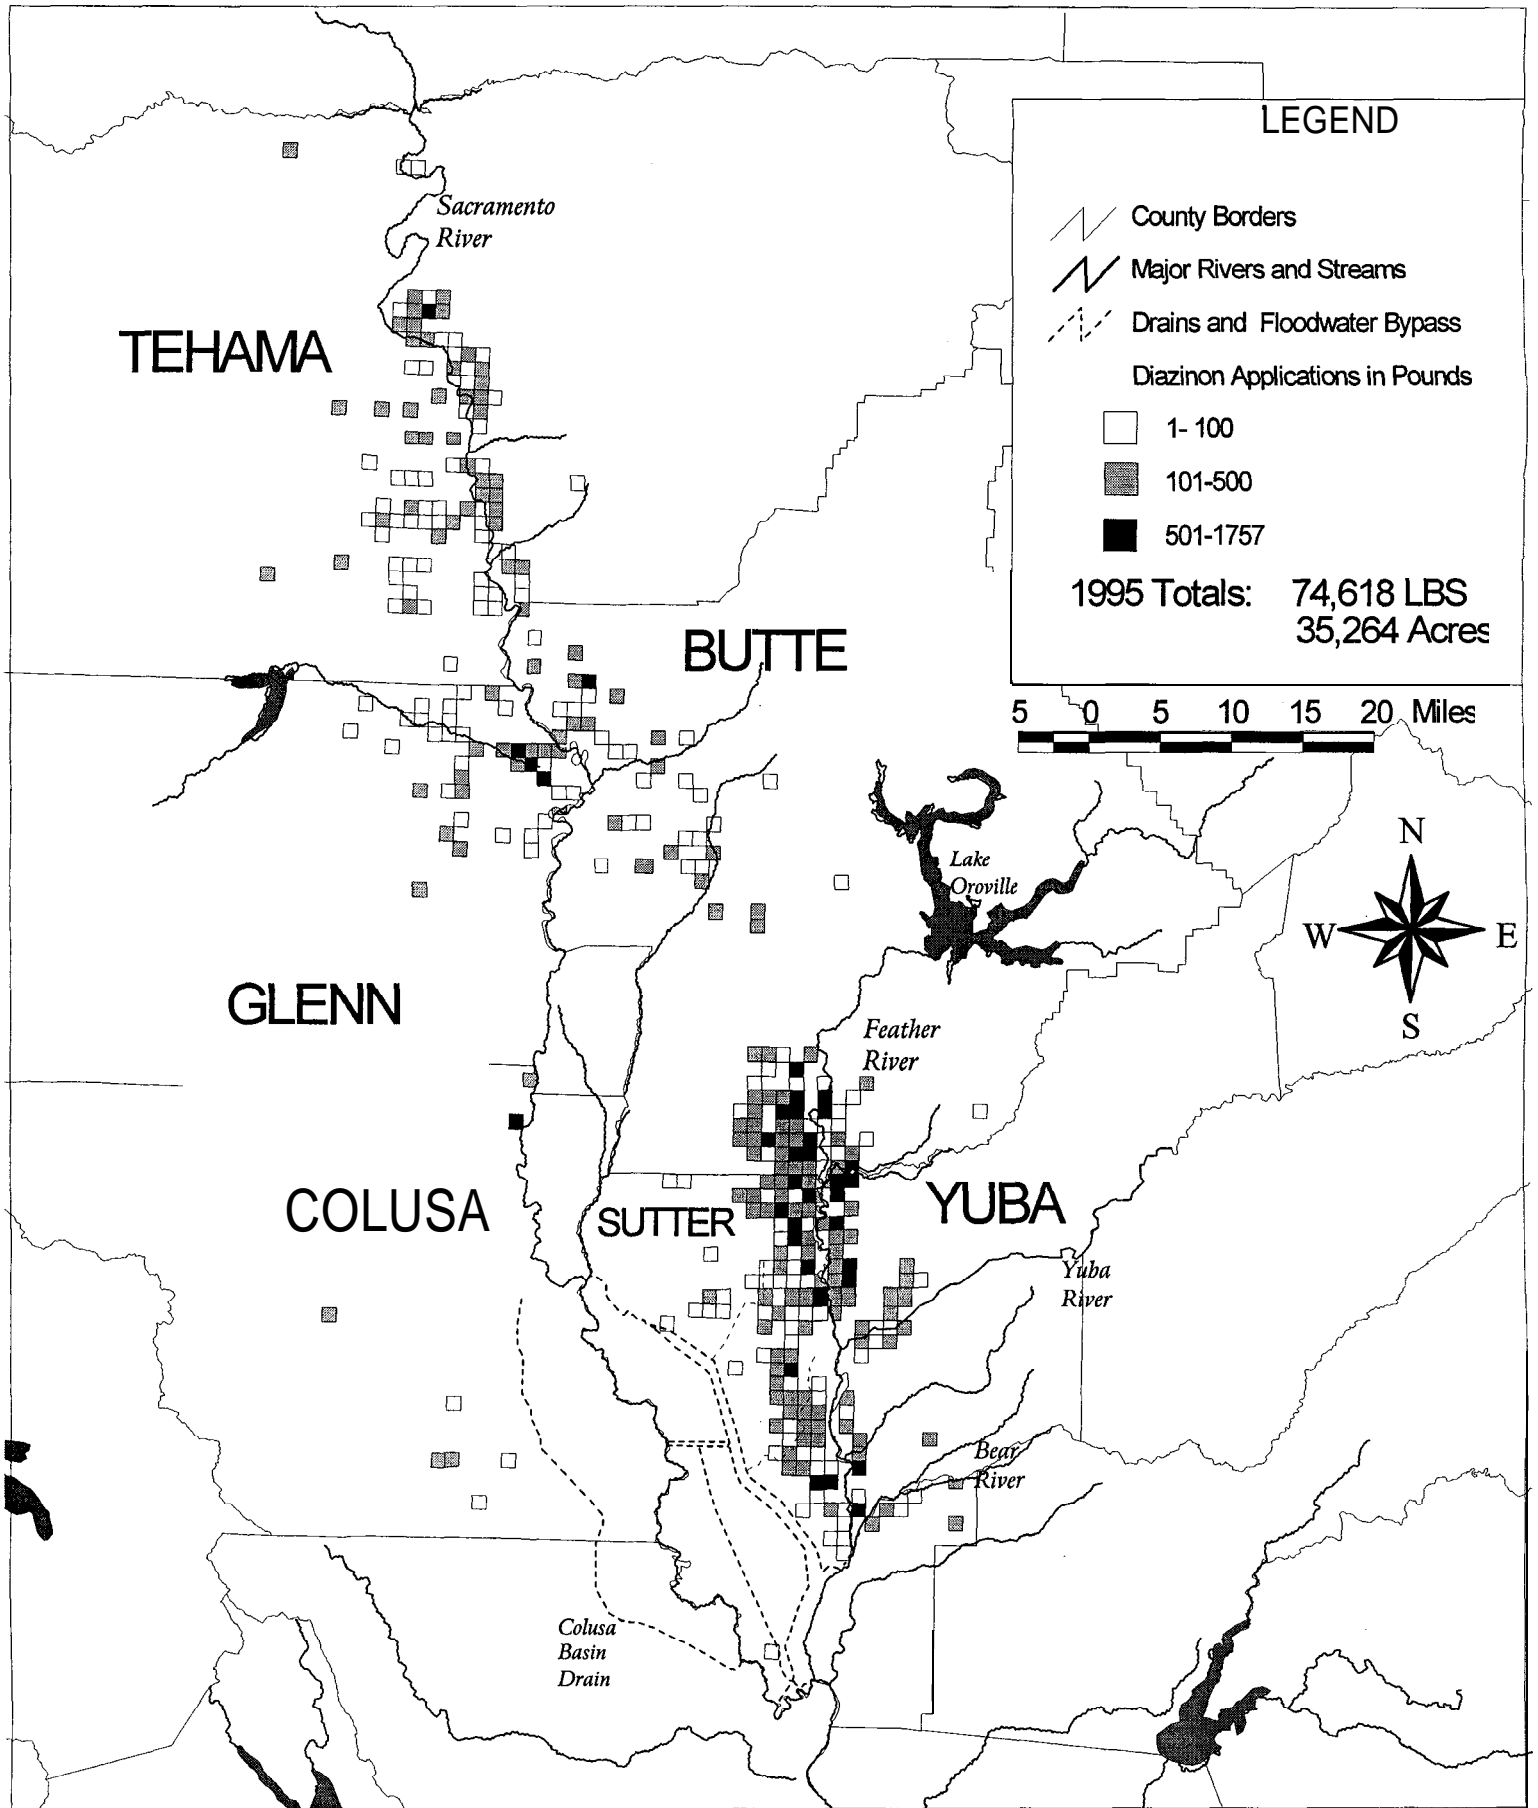 LEGEND
County Borders
Major Rivers and Streams
Drains and Floodwater Bypass
Diazinon Applications in Pounds
1-100
101-500
501-1757
1995 Totals: 74,618 LBS
35,264 Acres
5 0 5 10 15 20 Miles
N
W E
S
Sacramento
River
TEHAMA
BUTTE
Lake
Oroville
GLENN
Feather
River
COLUSA
SUTTER
YUBA
Yuba
River
Bear
River
Colusa
Basin
Drain